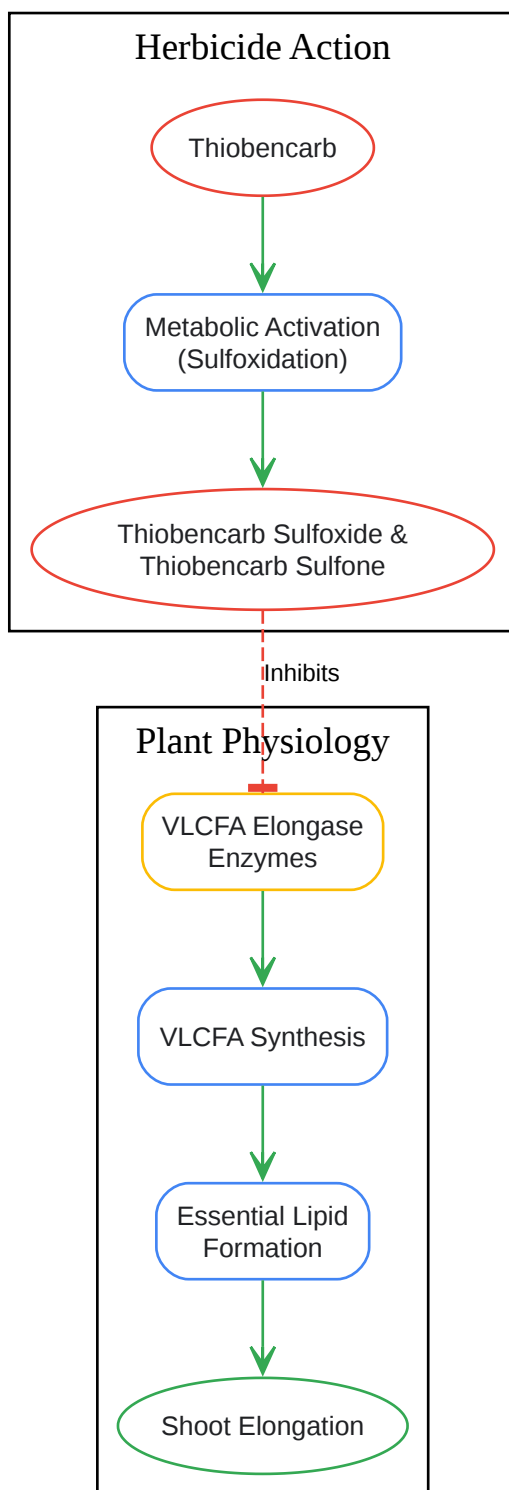 Herbicide Action
Thiobencarb
Metabolic Activation
(Sulfoxidation)
Thiobencarb Sulfoxide &
Thiobencarb Sulfone
Inhibits
Plant Physiology
VLCFA Elongase
Enzymes
VLCFA Synthesis
Essential Lipid
Formation
Shoot Elongation